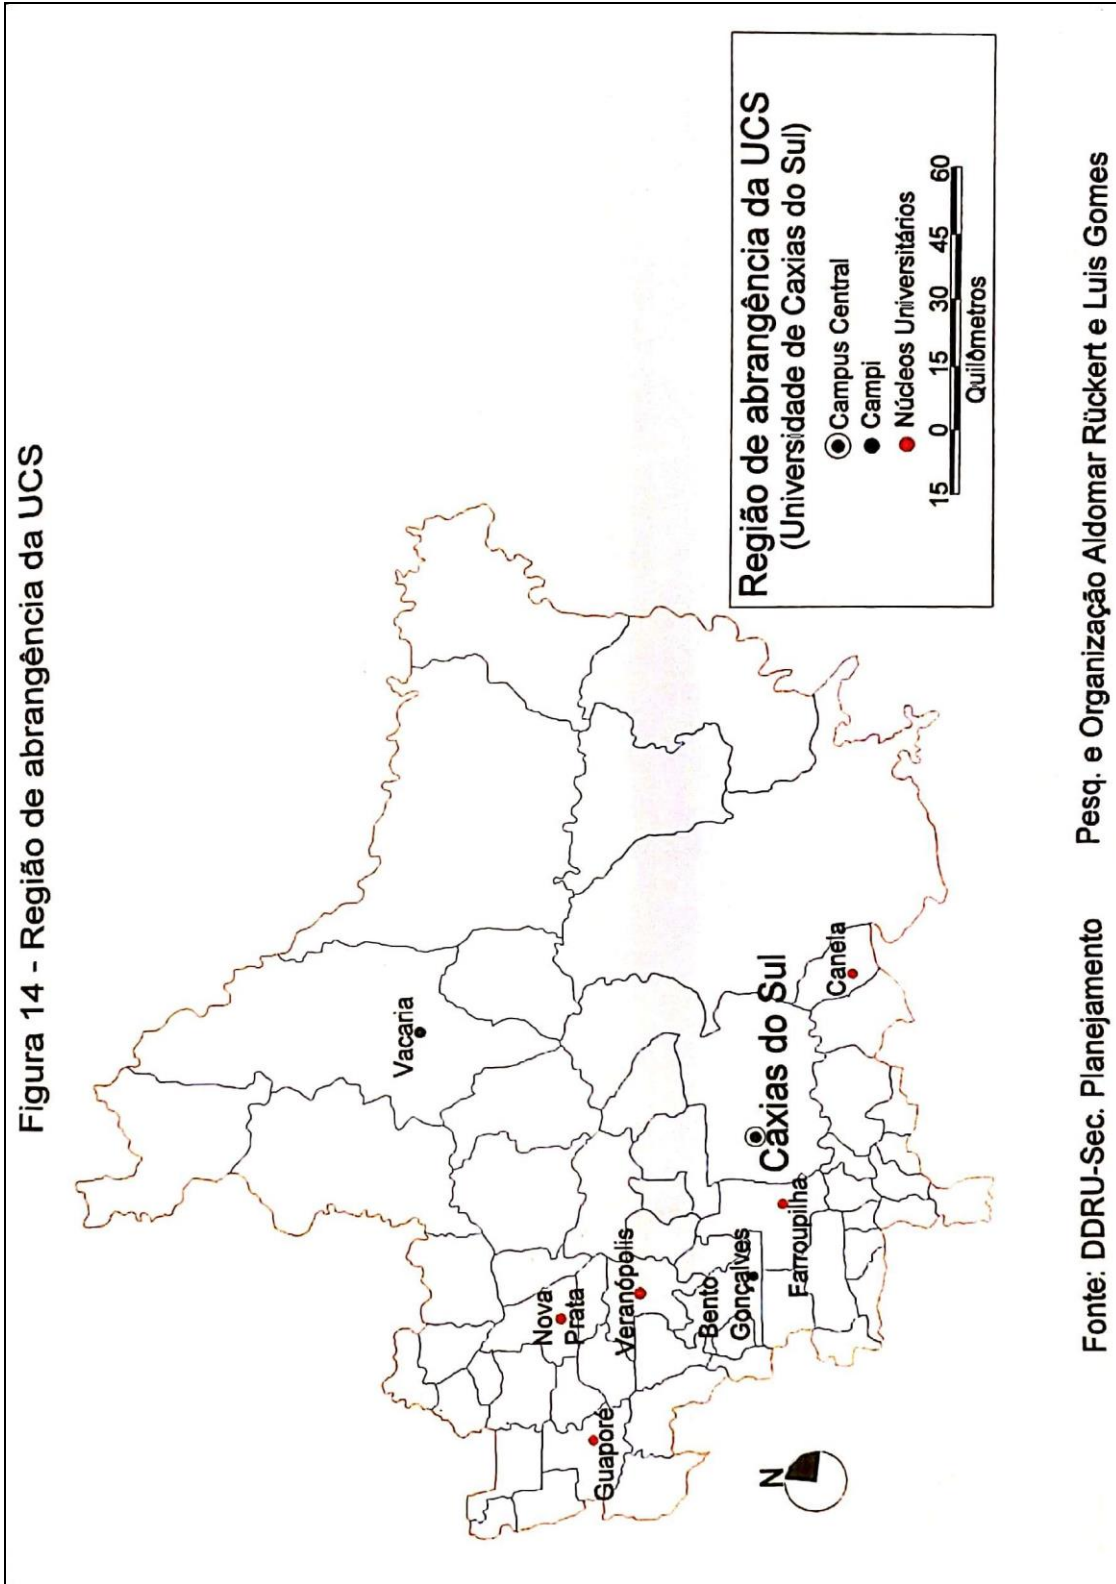 Figura 14 - Região de abrangência da UCS
Vacaria
Nova
Prata
Guaporé
Veranópolis
Bento
Gonçalves
Farroupilha
Caxias do Sul
Canela
N
Região de abrangência da UCS
(Universidade de Caxias do Sul)
Campus Central
Campi
Núcleos Universitários
15 0 15 30 45 60
Quilômetros
Fonte: DDRU-Sec. Planejamento Pesq. e Organização Aldomar Rückert e Luis Gomes